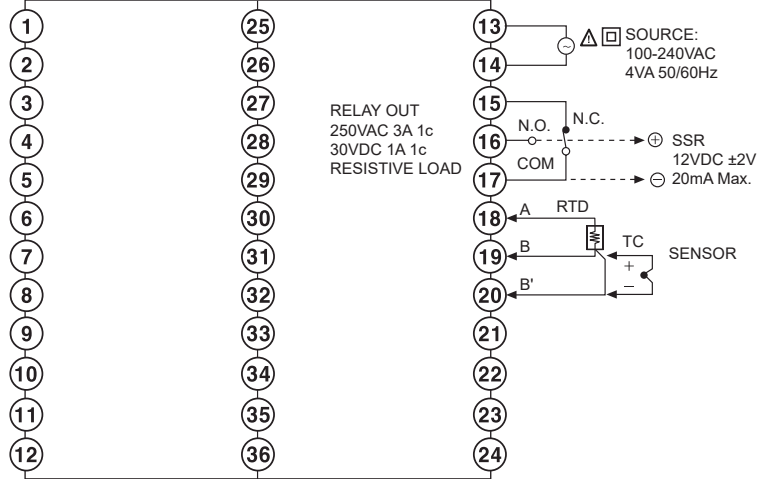 1
2
3
4
5
6
7
8
9
10
11
12
25
26
27
28
29
30
31
32
33
34
35
36
13
14
15
16
17
18
19
20
21
22
23
24
~
SOURCE:
100-240VAC
4VA 50/60Hz
RELAY OUT
250VAC 3A 1c
30VDC 1A 1c
RESISTIVE LOAD
N.O.
N.C.
COM
+ SSR
12VDC ±2V
− 20mA Max.
A RTD
B
B'
TC
+
−
SENSOR